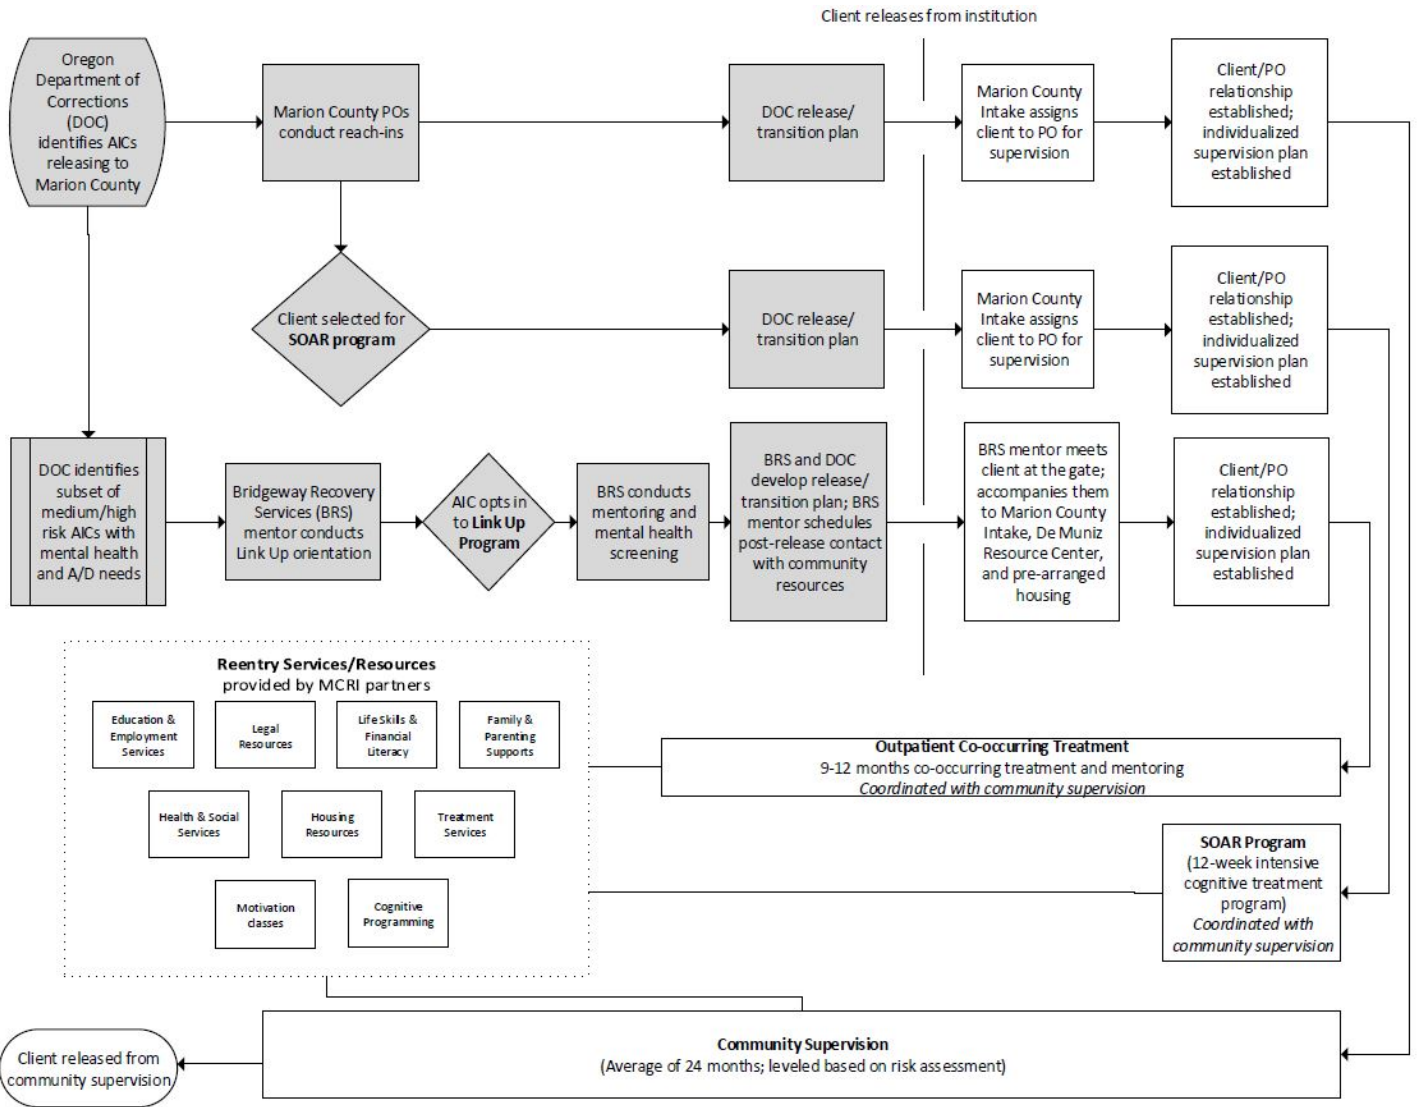 Client releases from institution
Oregon
Department of
Corrections
(DOC)
identifies AICs
releasing to
Marion County
Marion County POs
conduct reach-ins
DOC release/
transition plan
Marion County
Intake assigns
client to PO for
supervision
Client/PO
relationship
established;
individualized
supervision plan
established
Client selected for
SOAR program
DOC release/
transition plan
Marion County
Intake assigns
client to PO for
supervision
Client/PO
relationship
established;
individualized
supervision plan
established
DOC identifies
subset of
medium/high
risk AICs with
mental health
and A/D needs
Bridgeway Recovery
Services (BRS)
mentor conducts
Link Up orientation
AIC opts in
to Link Up
Program
BRS conducts
mentoring and
mental health
screening
BRS and DOC
develop release/
transition plan; BRS
mentor schedules
post-release contact
with community
resources
BRS mentor meets
client at the gate;
accompanies them
to Marion County
Intake, De Muniz
Resource Center,
and pre-arranged
housing
Client/PO
relationship
established;
individualized
supervision plan
established
Reentry Services/Resources
provided by MCRI partners
Education &
Employment
Services
Legal
Resources
Life Skills &
Financial
Literacy
Family &
Parenting
Supports
Health & Social
Services
Housing
Resources
Treatment
Services
Motivation
classes
Cognitive
Programming
Outpatient Co-occurring Treatment
9-12 months co-occurring treatment and mentoring
Coordinated with community supervision
SOAR Program
(12-week intensive
cognitive treatment
program)
Coordinated with
community supervision
Community Supervision
(Average of 24 months; leveled based on risk assessment)
Client released from
community supervision